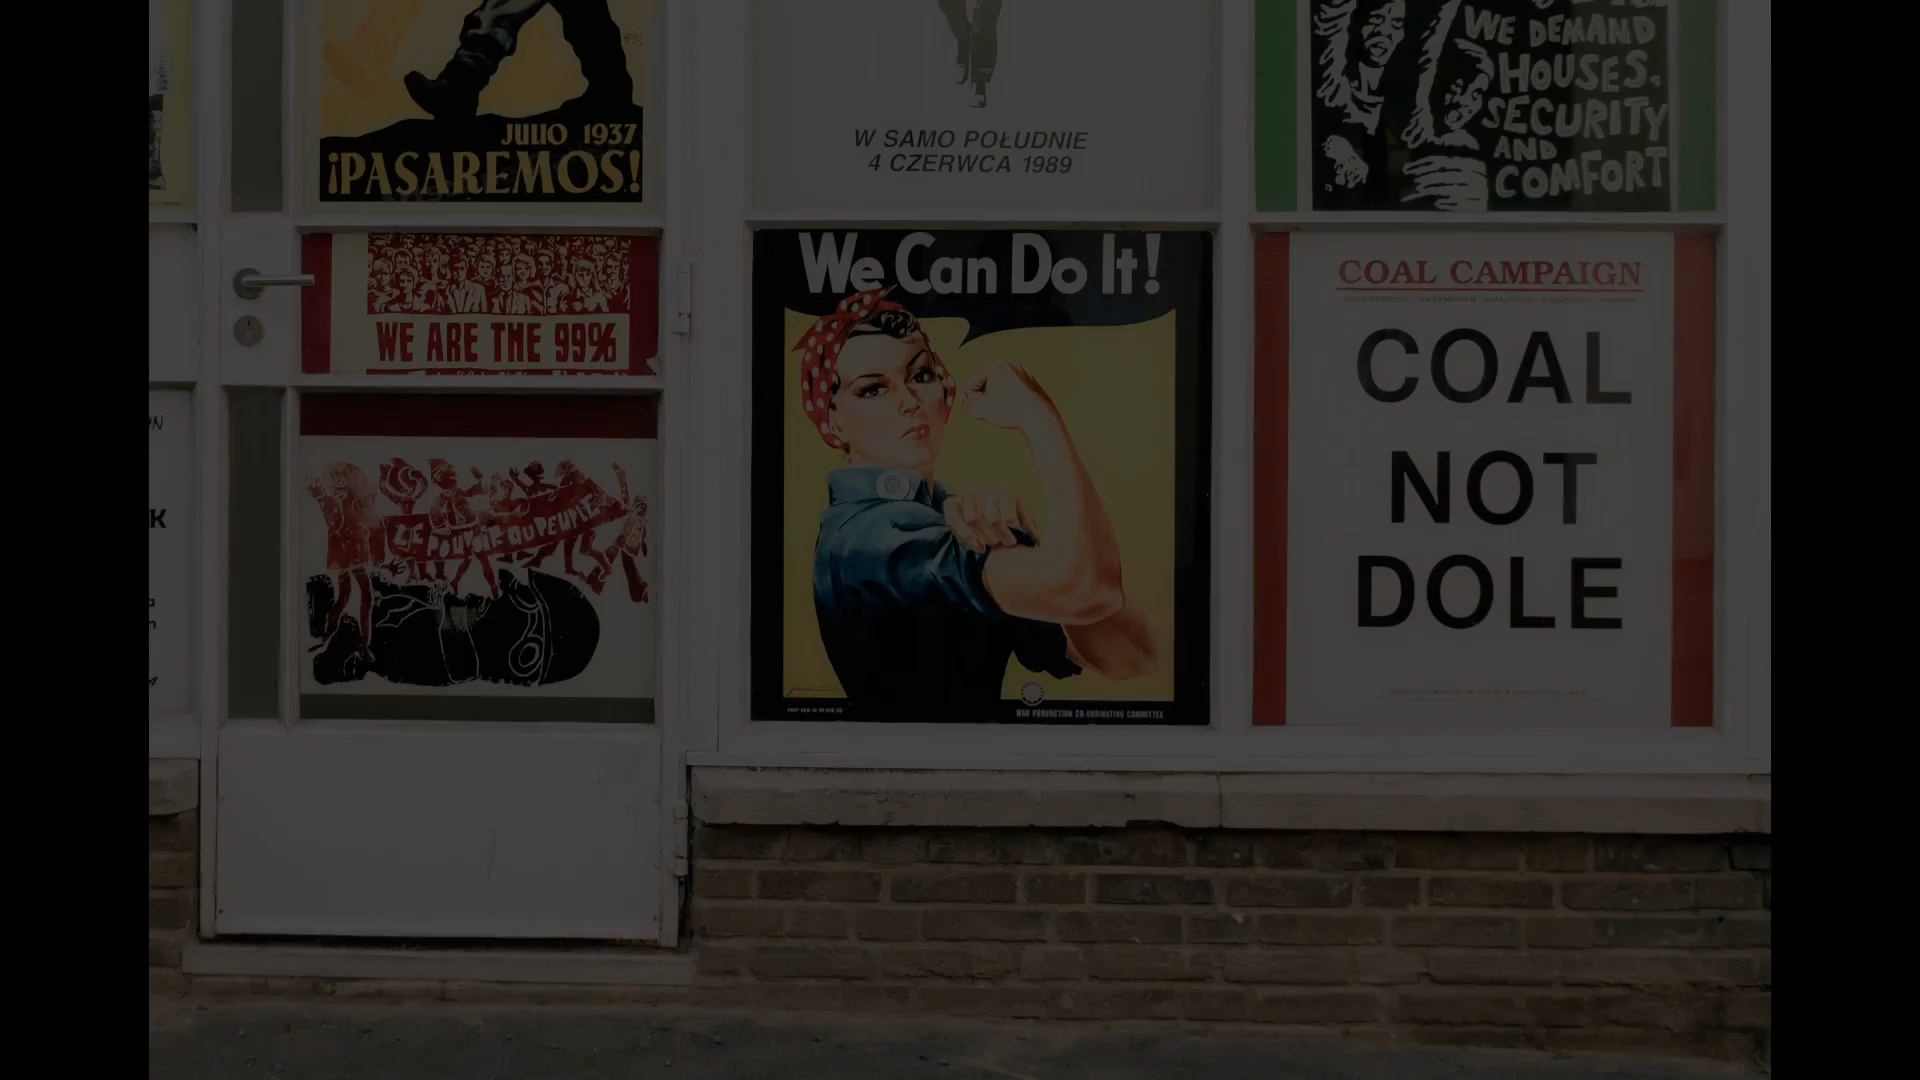 JULIO 1937
¡PASAREMOS!
W SAMO POŁUDNIE
4 CZERWCA 1989
WE DEMAND
HOUSES,
SECURITY
AND
COMFORT
WE ARE THE 99%
We Can Do It!
COAL CAMPAIGN
COAL
NOT
DOLE
LE
POUVOIR AU PEUPLE
K
WAR PRODUCTION CO-ORDINATING COMMITTEE